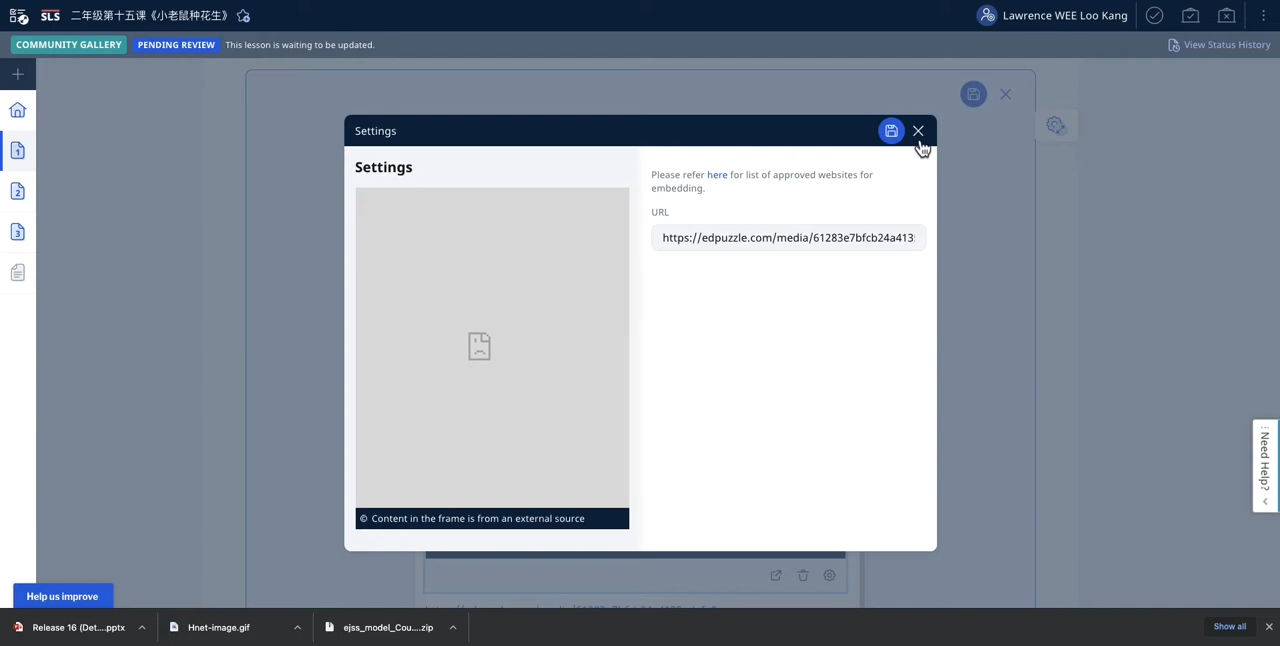 SLS 二年级第十五课《小老鼠种花生》 Lawrence WEE Loo Kang
COMMUNITY GALLERY PENDING REVIEW This lesson is waiting to be updated. View Status History
Settings
Settings
Please refer here for list of approved websites for
embedding.
URL
https://edpuzzle.com/media/61283e7bfcb24a413
© Content in the frame is from an external source
1
2
3
Need Help?
Help us improve
Release 16 (Det....pptx Hnet-image.gif ejss_model_Cou....zip Show all